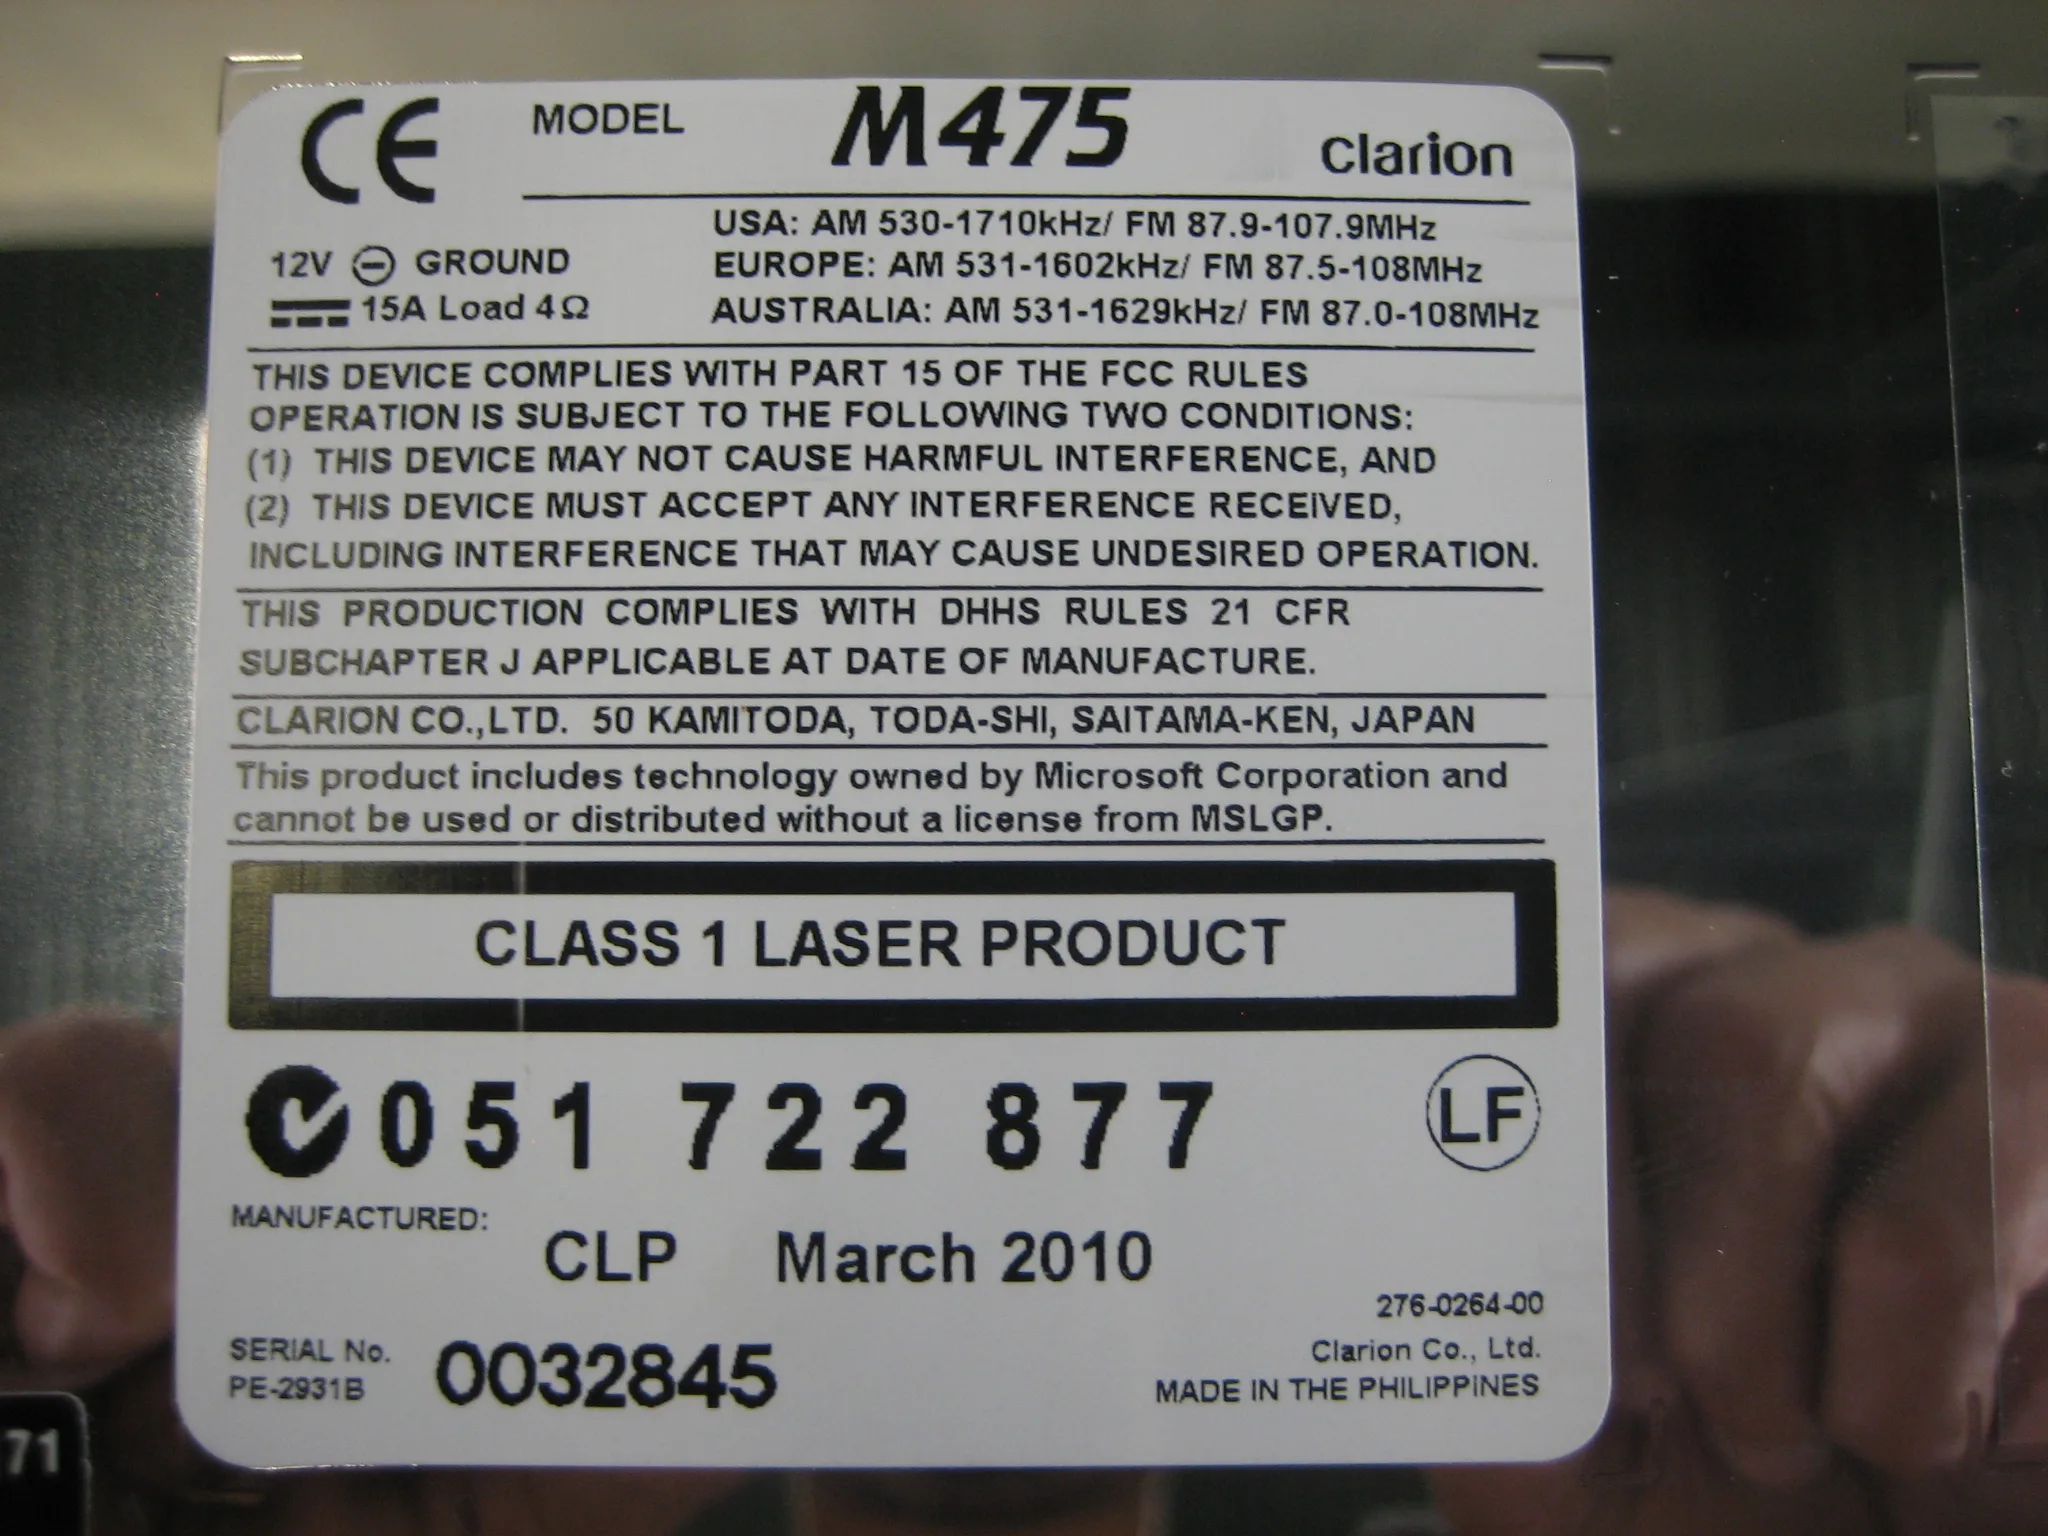 CE MODEL M475 Clarion
USA: AM 530-1710kHz/ FM 87.9-107.9MHz
12V ⊖ GROUND EUROPE: AM 531-1602kHz/ FM 87.5-108MHz
15A Load 4Ω AUSTRALIA: AM 531-1629kHz/ FM 87.0-108MHz
THIS DEVICE COMPLIES WITH PART 15 OF THE FCC RULES
OPERATION IS SUBJECT TO THE FOLLOWING TWO CONDITIONS:
(1) THIS DEVICE MAY NOT CAUSE HARMFUL INTERFERENCE, AND
(2) THIS DEVICE MUST ACCEPT ANY INTERFERENCE RECEIVED,
INCLUDING INTERFERENCE THAT MAY CAUSE UNDESIRED OPERATION.
THIS PRODUCTION COMPLIES WITH DHHS RULES 21 CFR
SUBCHAPTER J APPLICABLE AT DATE OF MANUFACTURE.
CLARION CO.,LTD. 50 KAMITODA, TODA-SHI, SAITAMA-KEN, JAPAN
This product includes technology owned by Microsoft Corporation and
cannot be used or distributed without a license from MSLGP.
CLASS 1 LASER PRODUCT
051 722 877 LF
MANUFACTURED: CLP March 2010
276-0264-00
SERIAL No. 0032845 Clarion Co., Ltd.
PE-2931B MADE IN THE PHILIPPINES
71